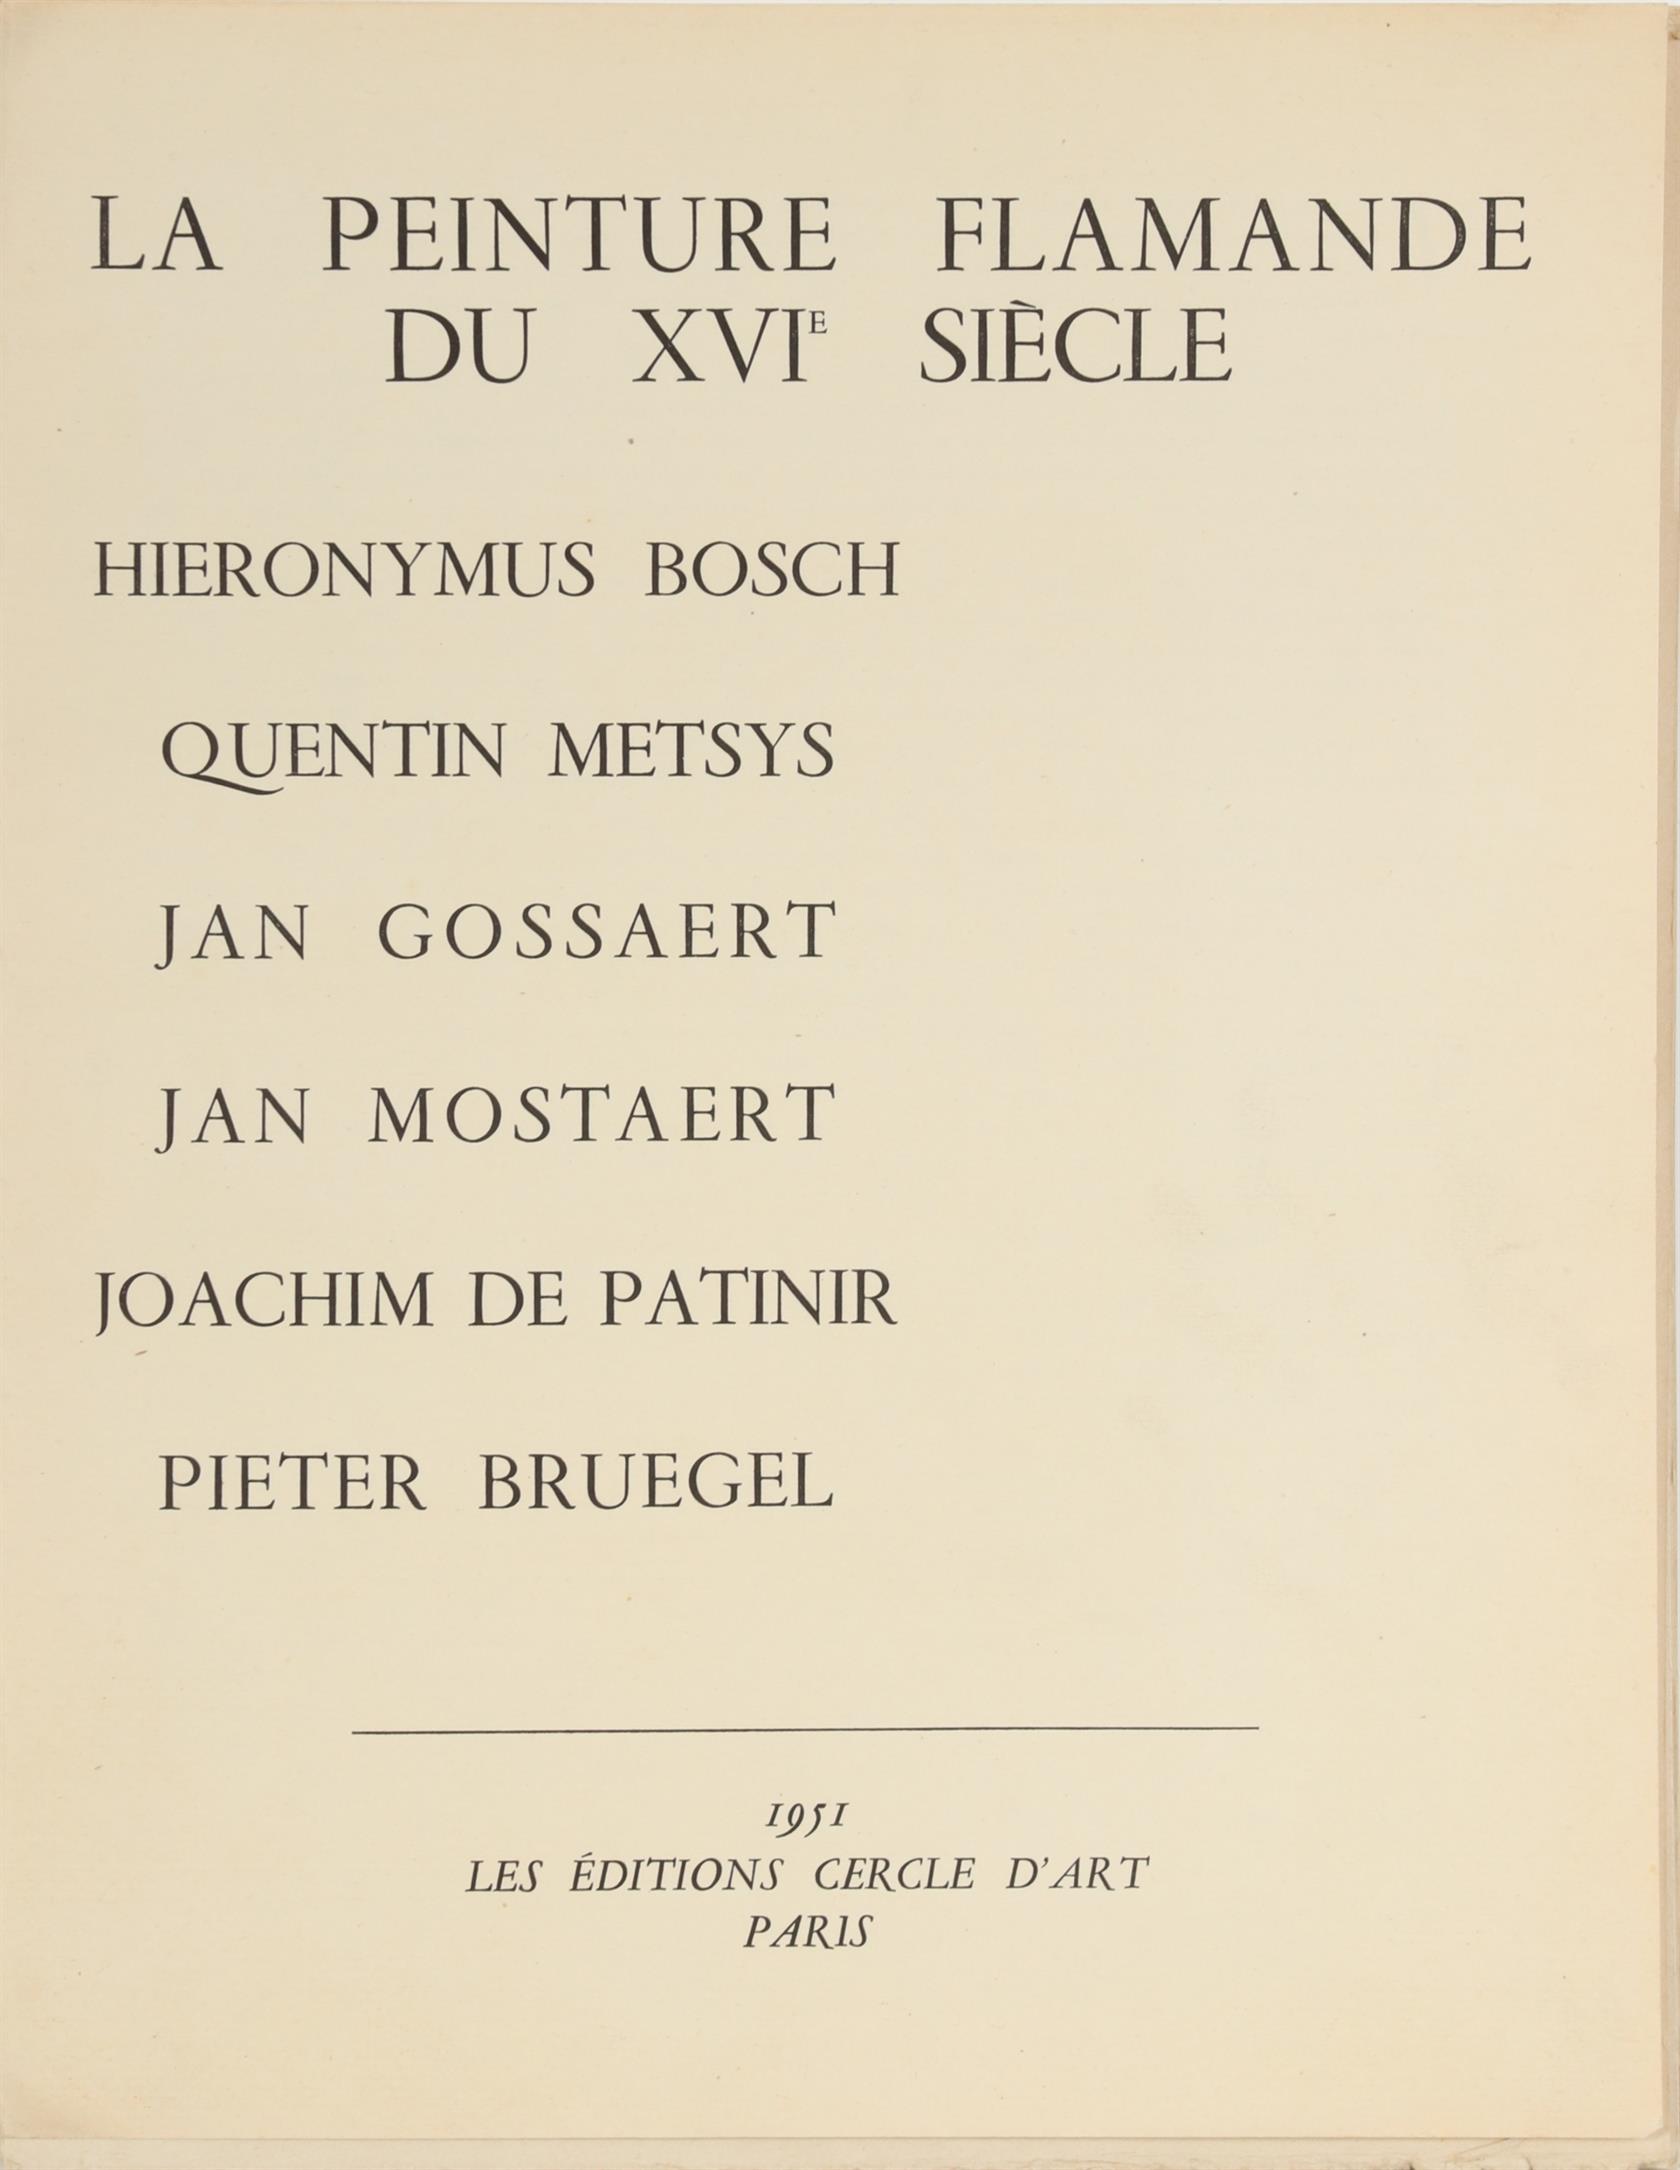 LA PEINTURE FLAMANDE
DU XVIE SIÈCLE
HIERONYMUS BOSCH
QUENTIN METSYS
JAN GOSSAERT
JAN MOSTAERT
JOACHIM DE PATINIR
PIETER BRUEGEL
1951
LES ÉDITIONS CERCLE D'ART
PARIS